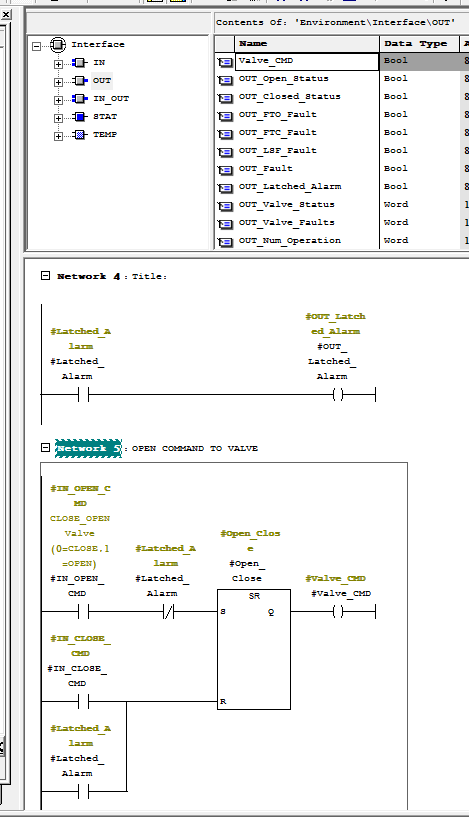 Contents Of: 'Environment\Interface\OUT'
Interface
IN
OUT
IN_OUT
STAT
TEMP
Name Data Type
Valve_CMD Bool 8
OUT_Open_Status Bool 8
OUT_Closed_Status Bool 8
OUT_FTO_Fault Bool 8
OUT_FTC_Fault Bool 8
OUT_LSF_Fault Bool 8
OUT_Fault Bool 8
OUT_Latched_Alarm Bool 8
OUT_Valve_Status Word 1
OUT_Valve_Faults Word 1
OUT_Num_Operation Word 1
Network 4 : Title:
#Latched_A
larm
#Latched_
Alarm
#OUT_Latch
ed_Alarm
#OUT_
Latched_
Alarm
Network 5 : OPEN COMMAND TO VALVE
#IN_OPEN_C
MD
CLOSE_OPEN
Valve
(0=CLOSE,1
=OPEN)
#IN_OPEN_
CMD
#Latched_A
larm
#Latched_
Alarm
#Open_Clos
e
#Open_
Close
SR
S Q
R
#Valve_CMD
#Valve_CMD
#IN_CLOSE_
CMD
#IN_CLOSE_
CMD
#Latched_A
larm
#Latched_
Alarm